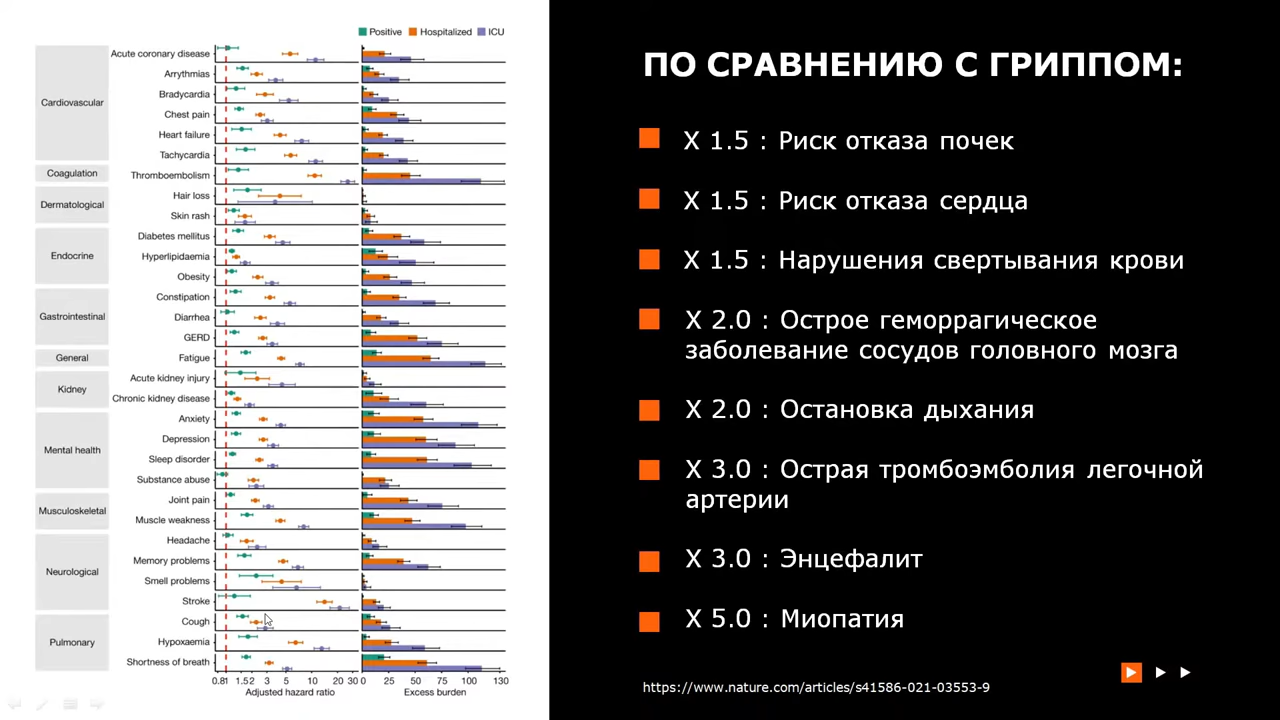 Positive Hospitalized ICU
Cardiovascular
Acute coronary disease
Arrythmias
Bradycardia
Chest pain
Heart failure
Tachycardia
Coagulation
Thromboembolism
Dermatological
Hair loss
Skin rash
Endocrine
Diabetes mellitus
Hyperlipidaemia
Obesity
Gastrointestinal
Constipation
Diarrhea
GERD
General
Fatigue
Kidney
Acute kidney injury
Chronic kidney disease
Mental health
Anxiety
Depression
Sleep disorder
Substance abuse
Musculoskeletal
Joint pain
Muscle weakness
Neurological
Headache
Memory problems
Smell problems
Stroke
Pulmonary
Cough
Hypoxaemia
Shortness of breath
0.81 1.52 3 5 10 20 30
Adjusted hazard ratio
0 25 50 75 100 130
Excess burden
ПО СРАВНЕНИЮ С ГРИППОМ:
X 1.5 : Риск отказа почек
X 1.5 : Риск отказа сердца
X 1.5 : Нарушения свертывания крови
X 2.0 : Острое геморрагическое
заболевание сосудов головного мозга
X 2.0 : Остановка дыхания
X 3.0 : Острая тромбоэмболия легочной
артерии
X 3.0 : Энцефалит
X 5.0 : Миопатия
https://www.nature.com/articles/s41586-021-03553-9